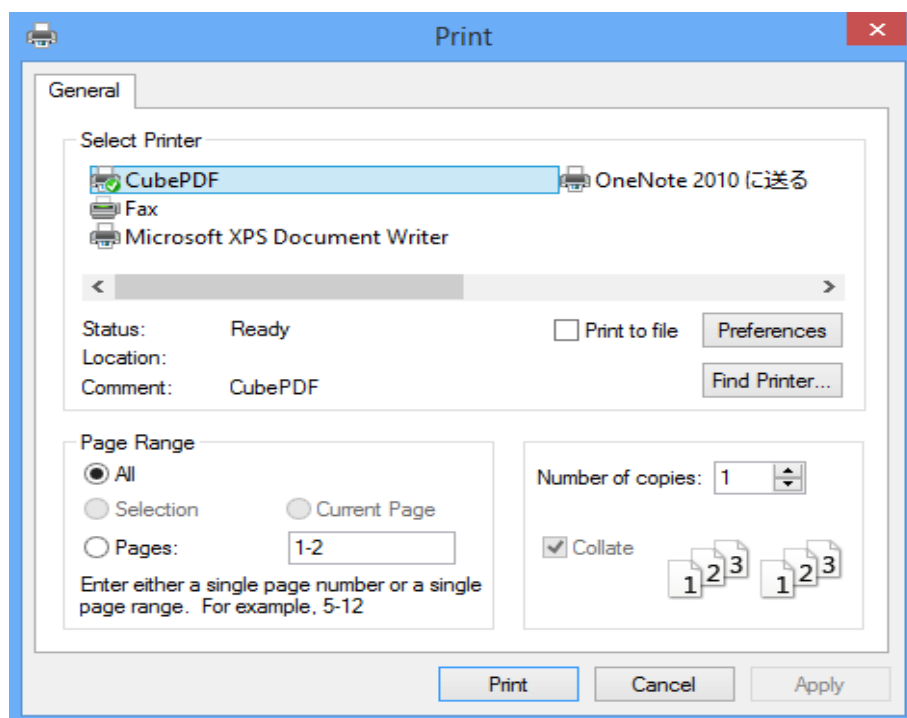 Print
General
Select Printer
CubePDF OneNote 2010 に送る
Fax
Microsoft XPS Document Writer
Status: Ready Print to file Preferences
Location:
Comment: CubePDF Find Printer...
Page Range
All
Selection Current Page
Pages: 1-2
Enter either a single page number or a single
page range. For example, 5-12
Number of copies: 1
Collate
1 2 3 1 2 3
Print Cancel Apply